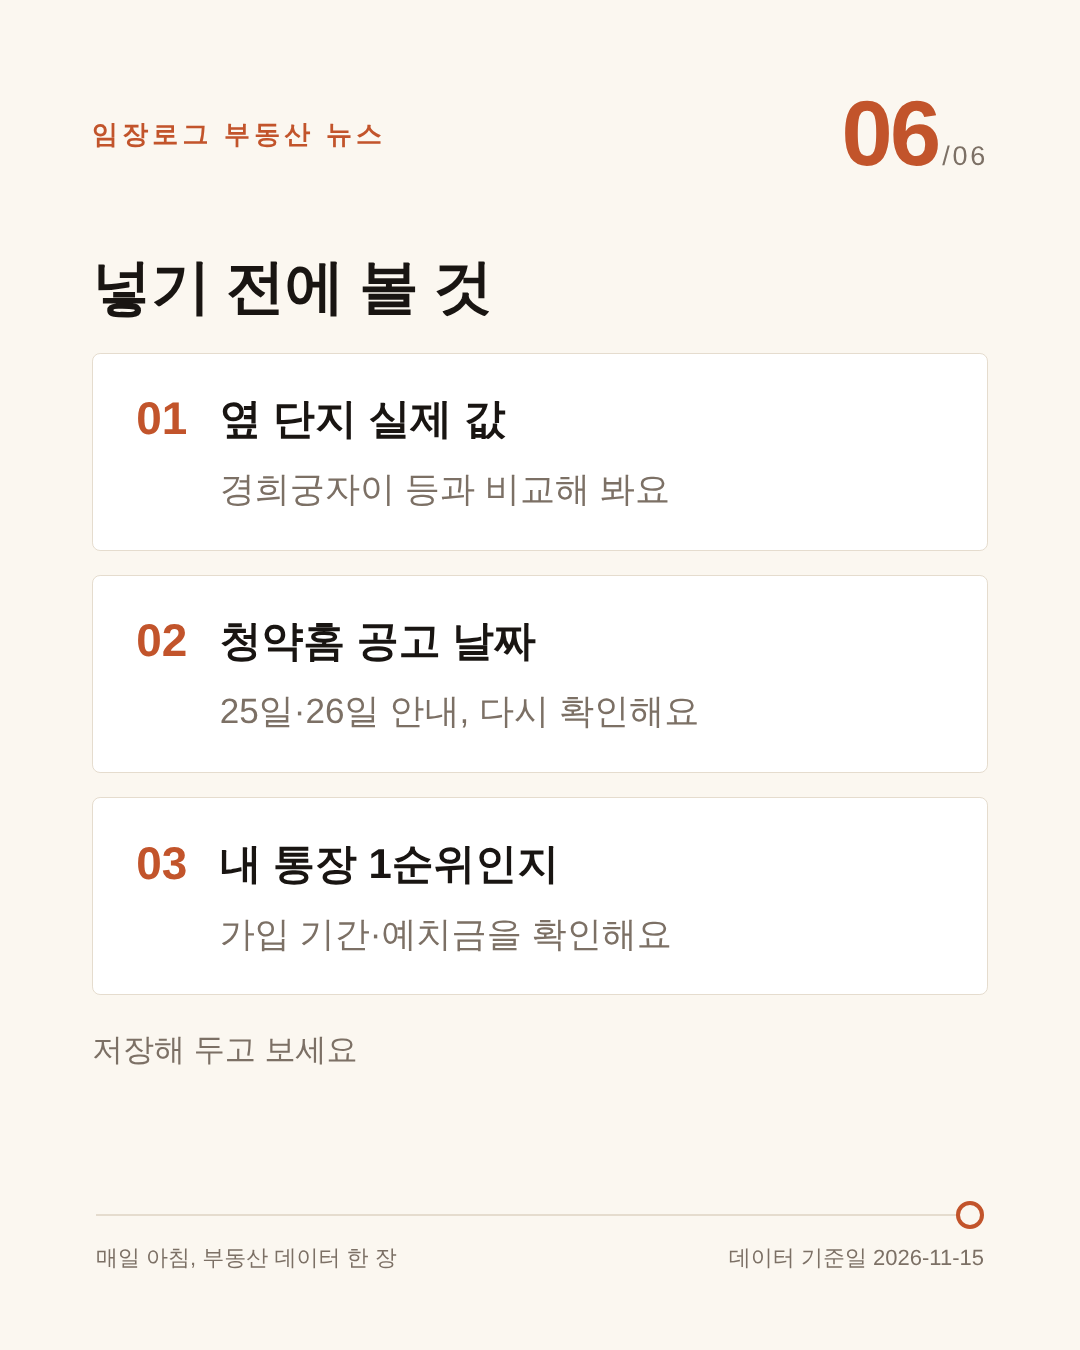 임장로그 부동산 뉴스
06/06
넣기 전에 볼 것
01 옆 단지 실제 값
경희궁자이 등과 비교해 봐요
02 청약홈 공고 날짜
25일·26일 안내, 다시 확인해요
03 내 통장 1순위인지
가입 기간·예치금을 확인해요
저장해 두고 보세요
매일 아침, 부동산 데이터 한 장
데이터 기준일 2026-11-15